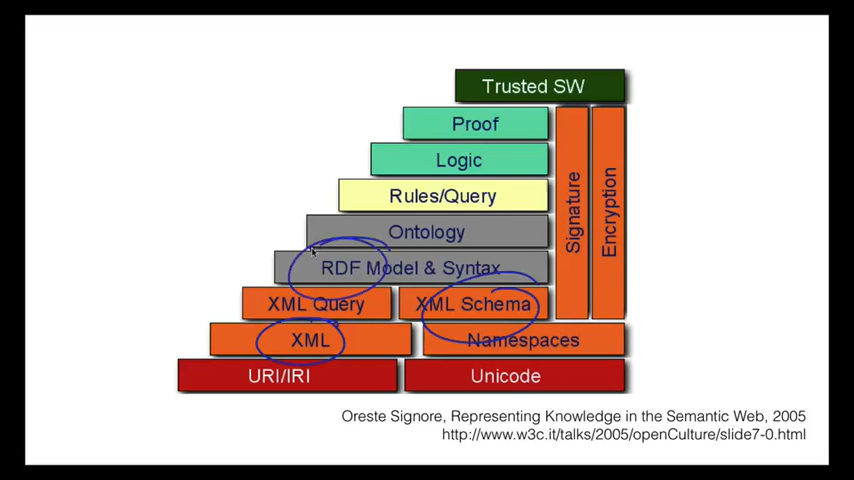 Trusted SW
Proof
Logic
Rules/Query
Ontology
RDF Model & Syntax
XML Query XML Schema
XML Namespaces
URI/IRI Unicode
Signature
Encryption
Oreste Signore, Representing Knowledge in the Semantic Web, 2005
http://www.w3c.it/talks/2005/openCulture/slide7-0.html